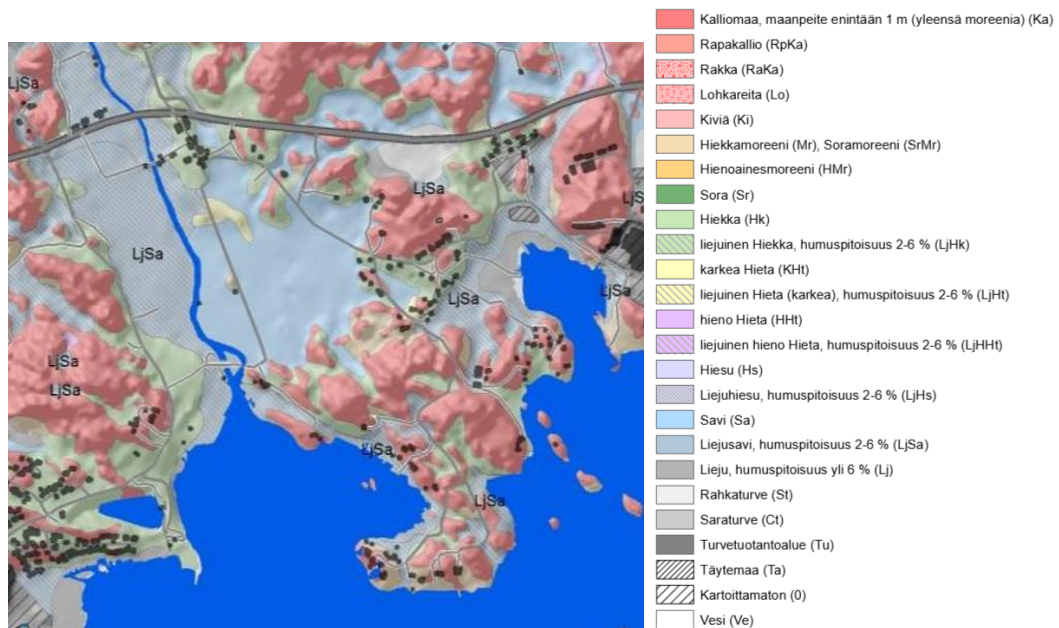 Kalliomaa, maanpeite enintään 1 m (yleensä moreenia) (Ka)
Rapakallio (RpKa)
Rakka (RaKa)
Lohkareita (Lo)
Kiviä (Ki)
Hiekkamoreeni (Mr), Soramoreeni (SrMr)
Hienoainesmoreeni (HMr)
Sora (Sr)
Hiekka (Hk)
liejuinen Hiekka, humuspitoisuus 2-6 % (LjHk)
karkea Hieta (KHt)
liejuinen Hieta (karkea), humuspitoisuus 2-6 % (LjHt)
hieno Hieta (HHt)
liejuinen hieno Hieta, humuspitoisuus 2-6 % (LjHHt)
Hiesu (Hs)
Liejuhiesu, humuspitoisuus 2-6 % (LjHs)
Savi (Sa)
Liejusavi, humuspitoisuus 2-6 % (LjSa)
Lieju, humuspitoisuus yli 6 % (Lj)
Rahkaturve (St)
Saraturve (Ct)
Turvetuotantoalue (Tu)
Täytemaa (Ta)
Kartoittamaton (0)
Vesi (Ve)
LjSa
LjSa
LjS
LjSa
LjSa
LjSa
LjSa
LjSa
LjSa
LjSa